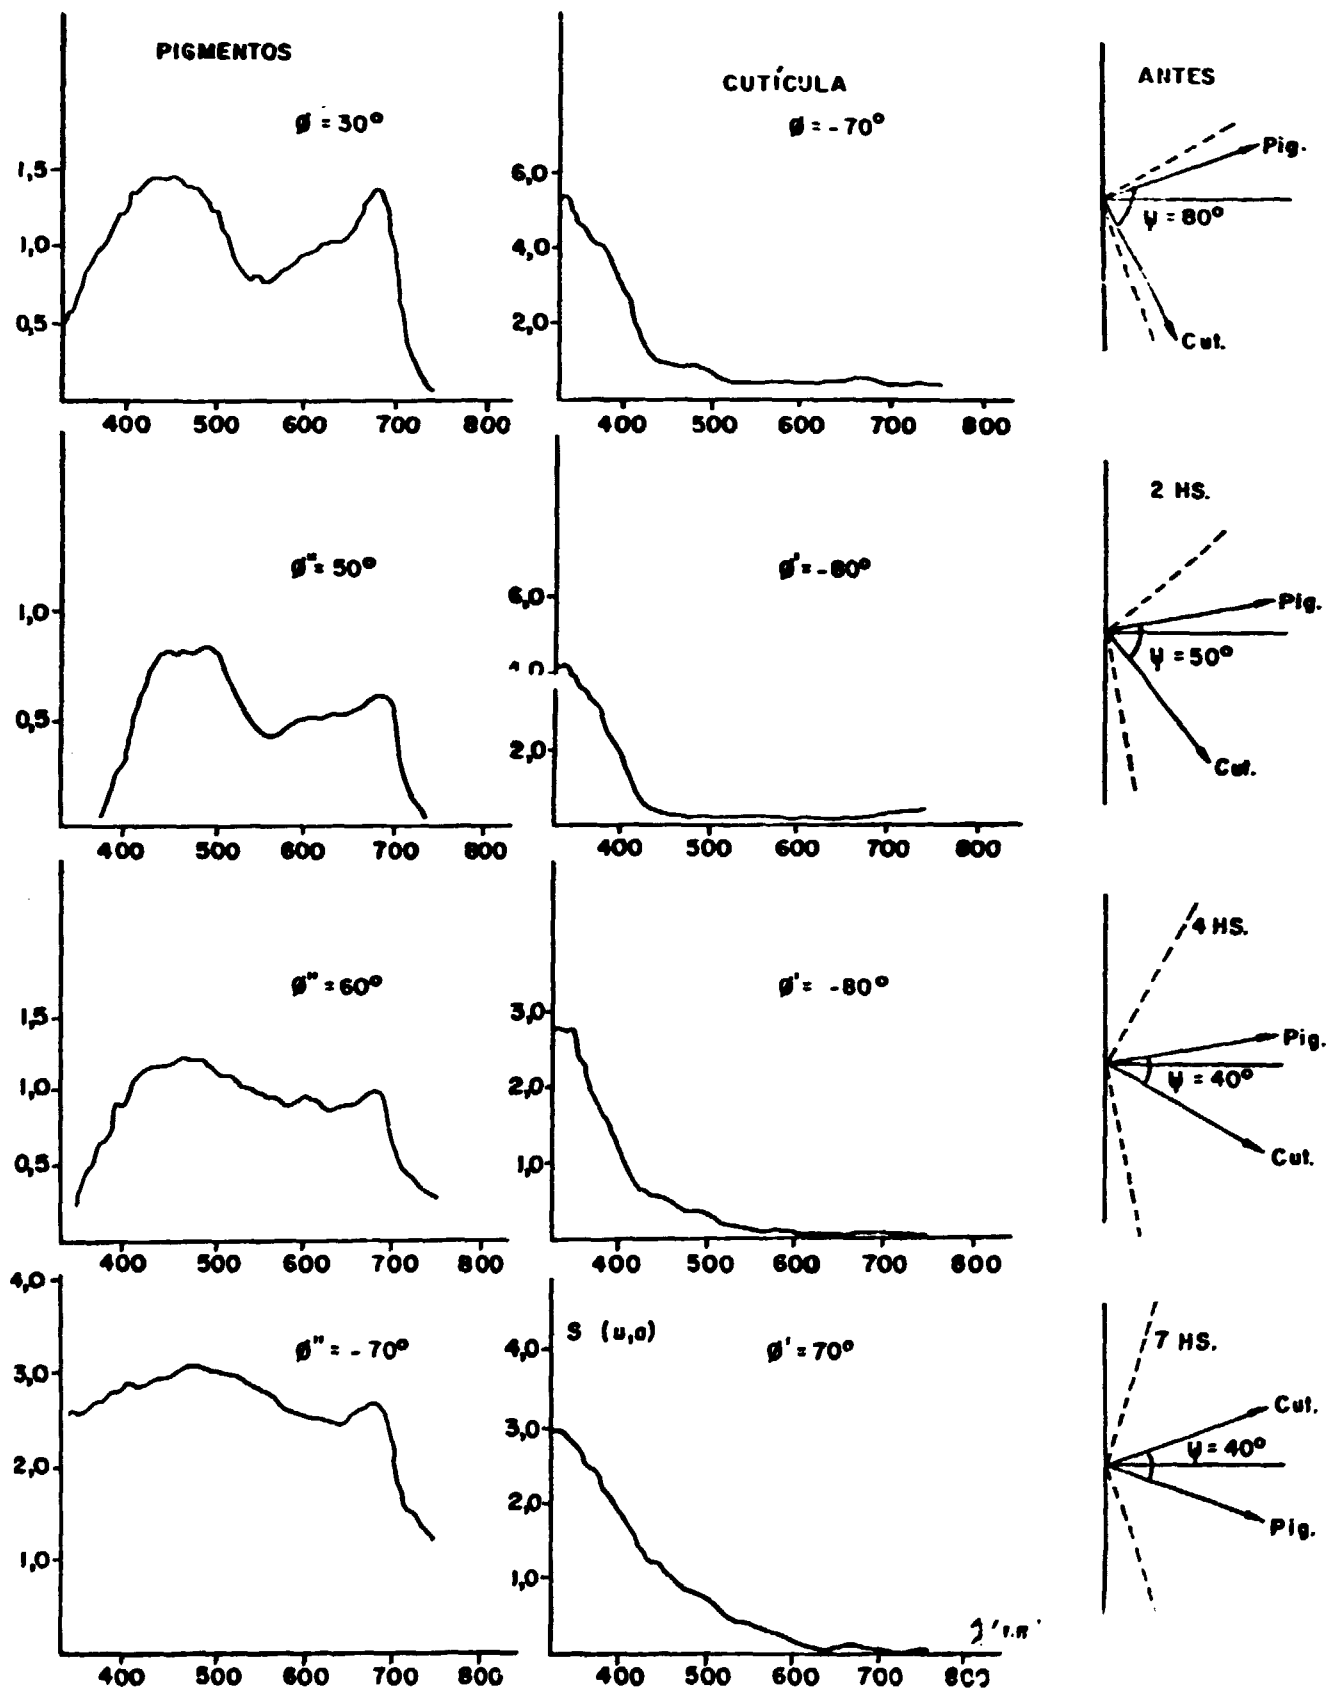 PIGMENTOS
ø = 30°
1,5
1,0
0,5
400 500 600 700 800
CUTÍCULA
ø = -70°
6,0
4,0
2,0
400 500 600 700 800
ANTES
Pig.
ψ = 80°
Cut.
ø" = 50°
1,0
0,5
400 500 600 700 800
ø' = -80°
6,0
4,0
2,0
400 500 600 700 800
2 HS.
Pig.
ψ = 50°
Cut.
ø" = 60°
1,5
1,0
0,5
400 500 600 700 800
ø' = -80°
3,0
2,0
1,0
400 500 600 700 800
4 HS.
Pig.
ψ = 40°
Cut.
4,0
ø" = -70°
3,0
2,0
1,0
400 500 600 700 800
S (u,a)
ø' = 70°
4,0
3,0
2,0
1,0
400 500 600 700 800
7 HS.
Cut.
ψ = 40°
Pig.